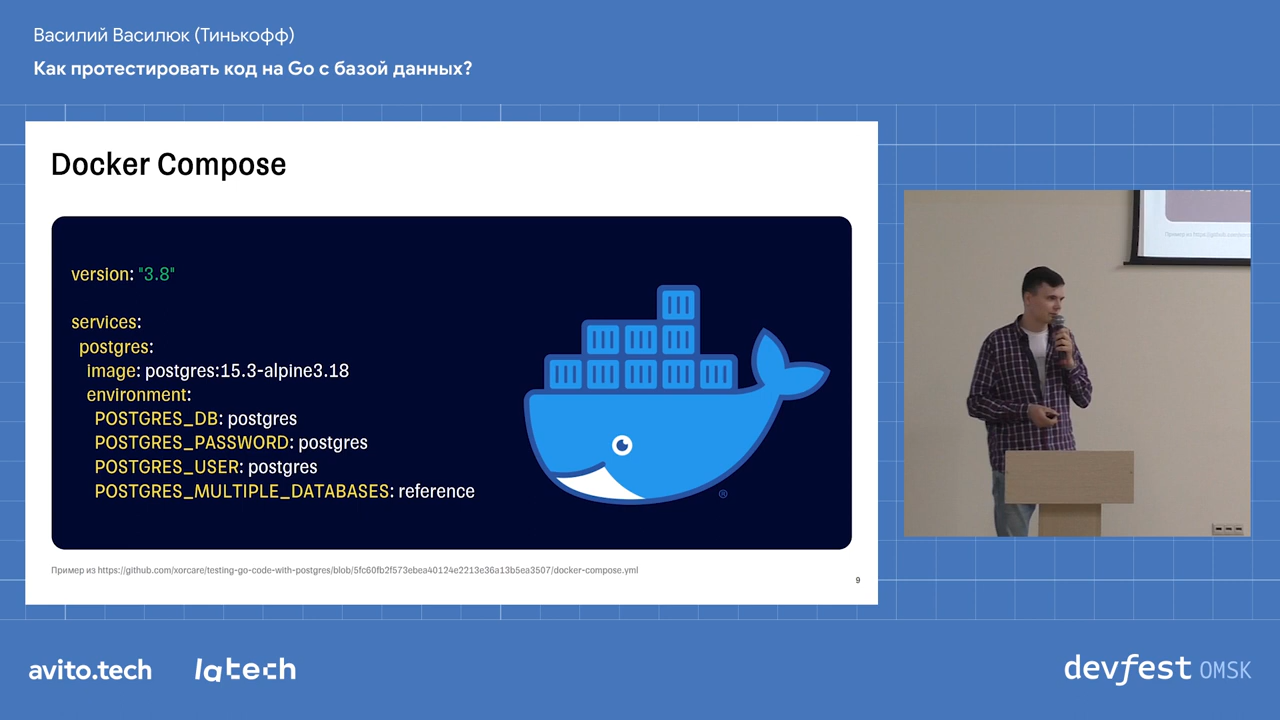 Василий Василюк (Тинькофф)
Как протестировать код на Go с базой данных?
Docker Compose
version: "3.8"
services:
postgres:
image: postgres:15.3-alpine3.18
environment:
POSTGRES_DB: postgres
POSTGRES_PASSWORD: postgres
POSTGRES_USER: postgres
POSTGRES_MULTIPLE_DATABASES: reference
®
Пример из https://github.com/xorcare/testing-go-code-with-postgres/blob/5fc60fb2f573ebea40124e2213e36a13b5ea3507/docker-compose.yml
9
avito.tech
latech
devfest OMSK